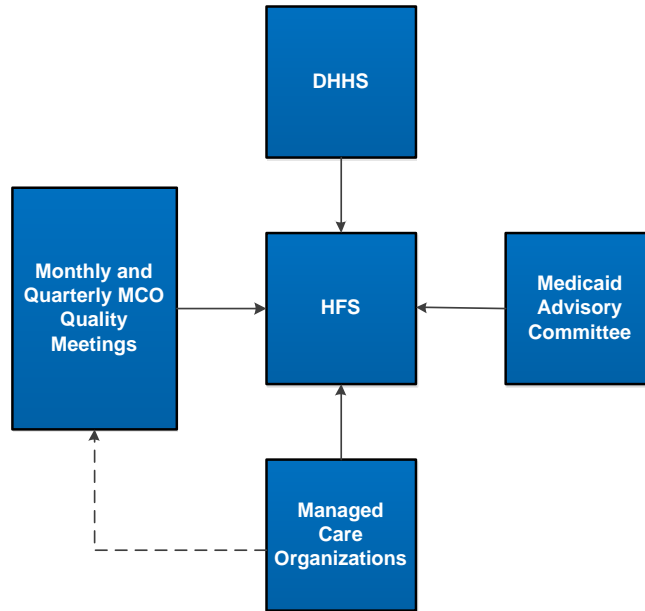 DHHS
Monthly and
Quarterly MCO
Quality
Meetings
HFS
Medicaid
Advisory
Committee
Managed
Care
Organizations